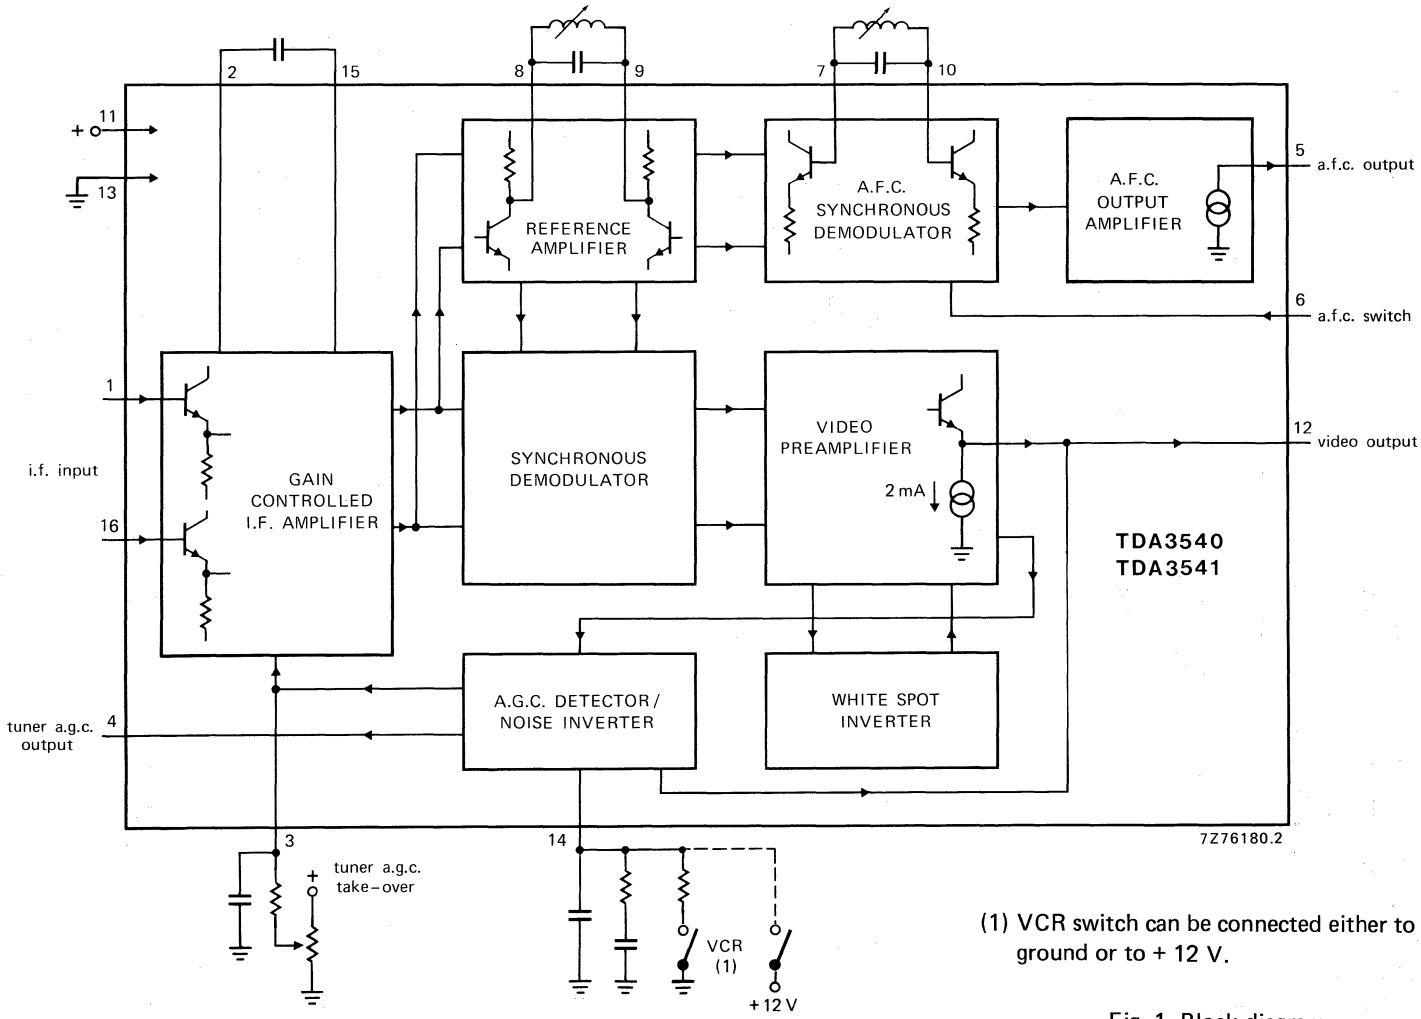 2
15
8
9
7
10
+
11
13
REFERENCE
AMPLIFIER
A.F.C.
SYNCHRONOUS
DEMODULATOR
A.F.C.
OUTPUT
AMPLIFIER
5
a.f.c. output
6
a.f.c. switch
1
i.f. input
16
GAIN
CONTROLLED
I.F. AMPLIFIER
SYNCHRONOUS
DEMODULATOR
VIDEO
PREAMPLIFIER
2 mA
12
video output
TDA3540
TDA3541
tuner a.g.c.
output
4
A.G.C. DETECTOR/
NOISE INVERTER
WHITE SPOT
INVERTER
3
14
7Z76180.2
+
tuner a.g.c.
take-over
VCR
(1)
+12 V
(1) VCR switch can be connected either to
ground or to + 12 V.
Fig. 1 Block